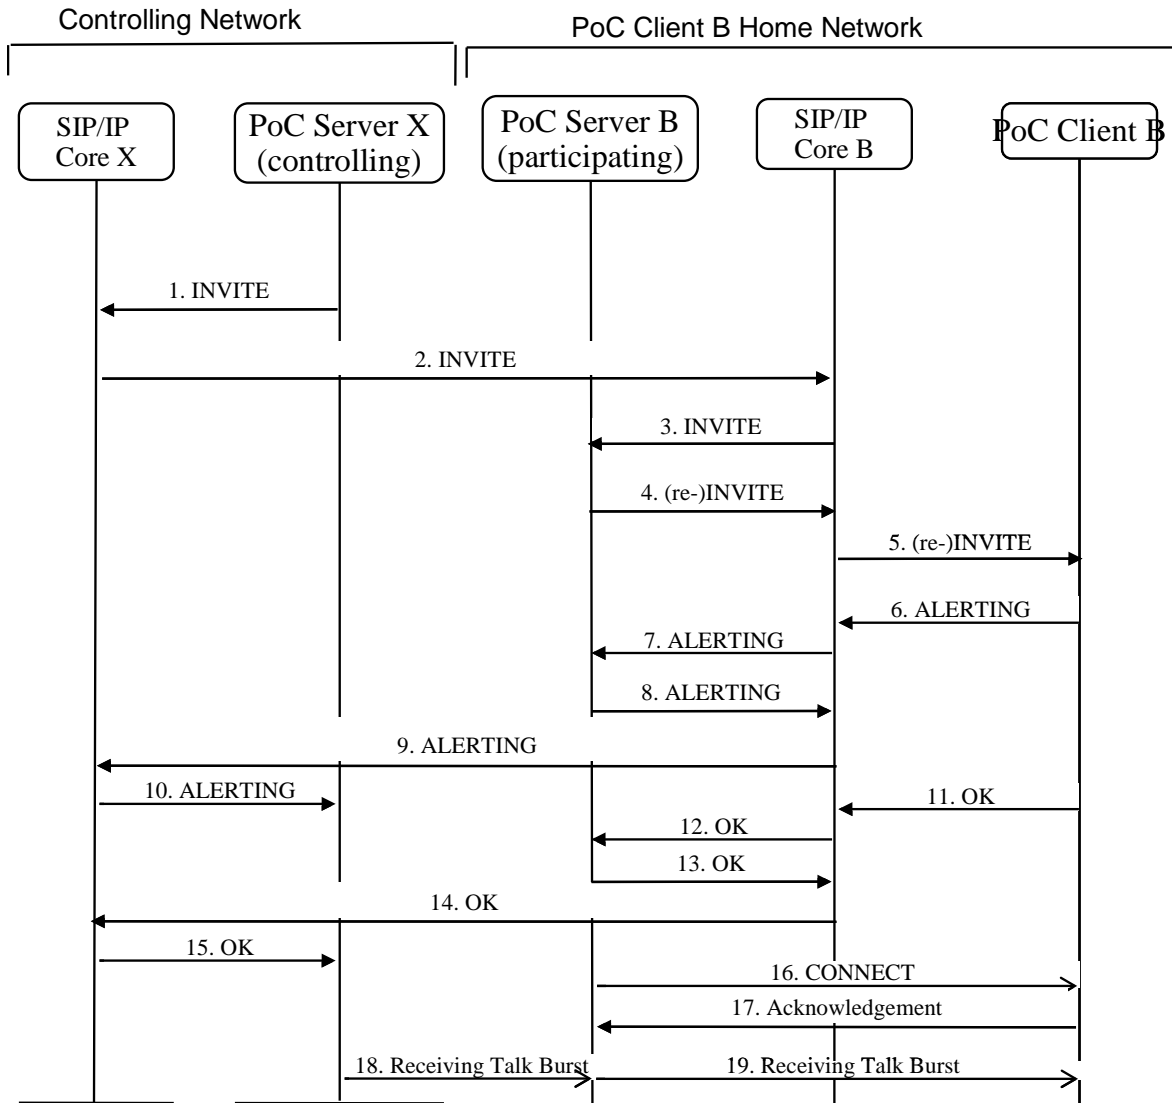 Controlling Network
PoC Client B Home Network
SIP/IP
Core X
PoC Server X
(controlling)
PoC Server B
(participating)
SIP/IP
Core B
PoC Client B
1. INVITE
2. INVITE
3. INVITE
4. (re-)INVITE
5. (re-)INVITE
6. ALERTING
7. ALERTING
8. ALERTING
9. ALERTING
10. ALERTING
11. OK
12. OK
13. OK
14. OK
15. OK
16. CONNECT
17. Acknowledgement
18. Receiving Talk Burst
19. Receiving Talk Burst